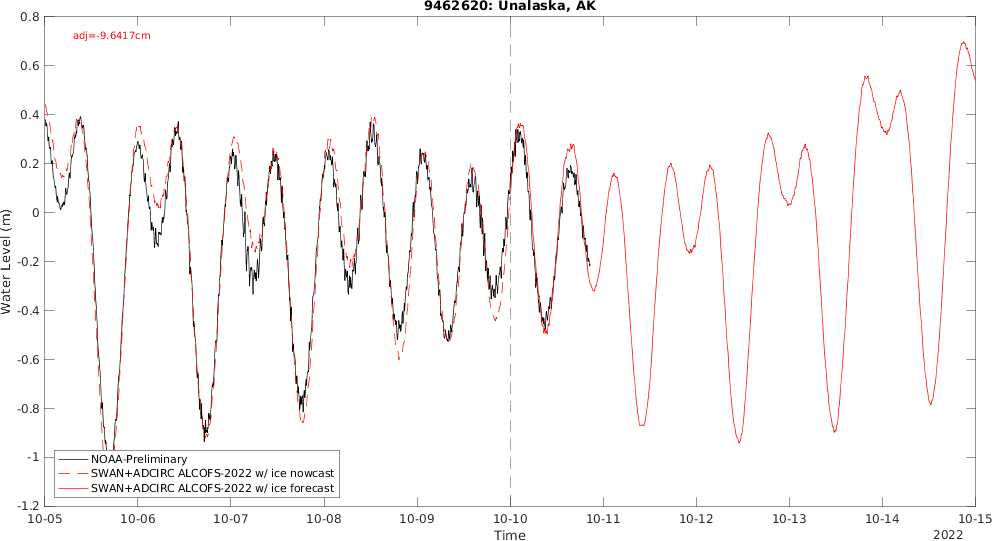 9462620: Unalaska, AK
adj=-9.6417cm
0.8
0.6
0.4
0.2
0
-0.2
-0.4
-0.6
-0.8
-1
-1.2
Water Level (m)
NOAA-Preliminary
SWAN+ADCIRC ALCOFS-2022 w/ ice nowcast
SWAN+ADCIRC ALCOFS-2022 w/ ice forecast
10-05 10-06 10-07 10-08 10-09 10-10 10-11 10-12 10-13 10-14 10-15
Time
2022